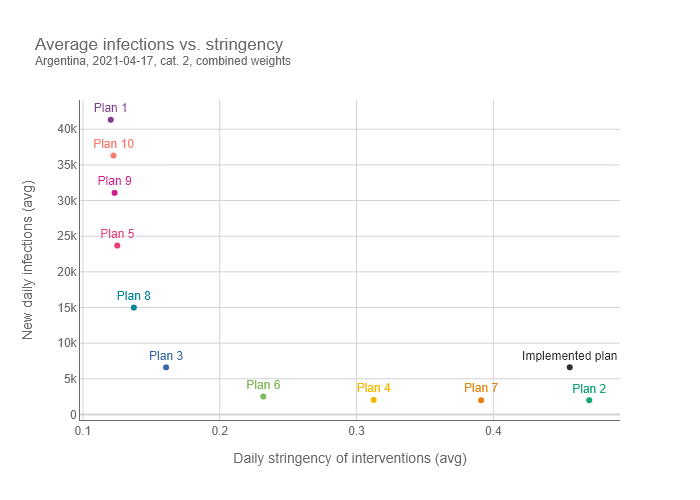 Average infections vs. stringency
Argentina, 2021-04-17, cat. 2, combined weights
Plan 1
40k
Plan 10
35k
Plan 9
30k
Plan 5
25k
20k
Plan 8
15k
10k
Plan 3
Implemented plan
5k
Plan 6
Plan 4
Plan 7
Plan 2
0
0.1
0.2
0.3
0.4
New daily infections (avg)
Daily stringency of interventions (avg)